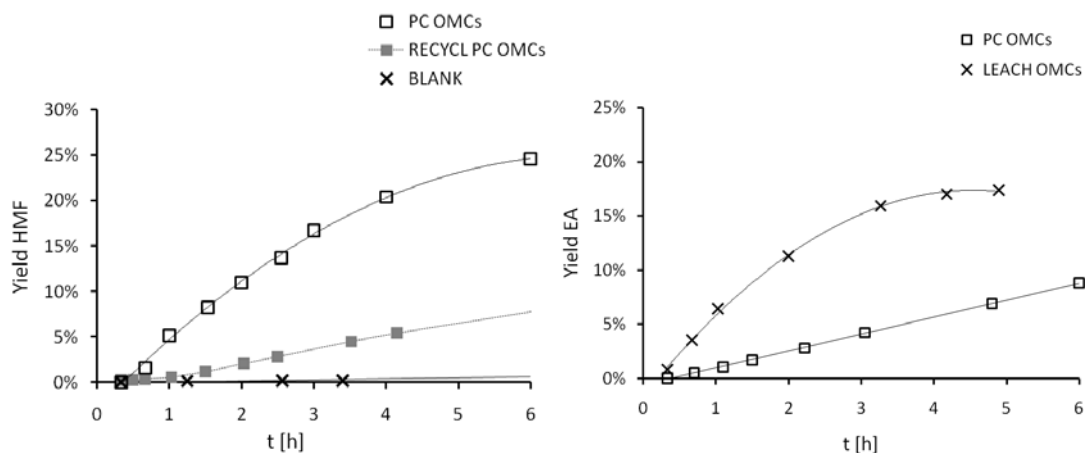 PC OMCs
RECYCL PC OMCs
BLANK
30%
25%
20%
15%
10%
5%
0%
Yield HMF
0 1 2 3 4 5 6
t [h]
PC OMCs
LEACH OMCs
25%
20%
15%
10%
5%
0%
Yield EA
0 1 2 3 4 5 6
t [h]